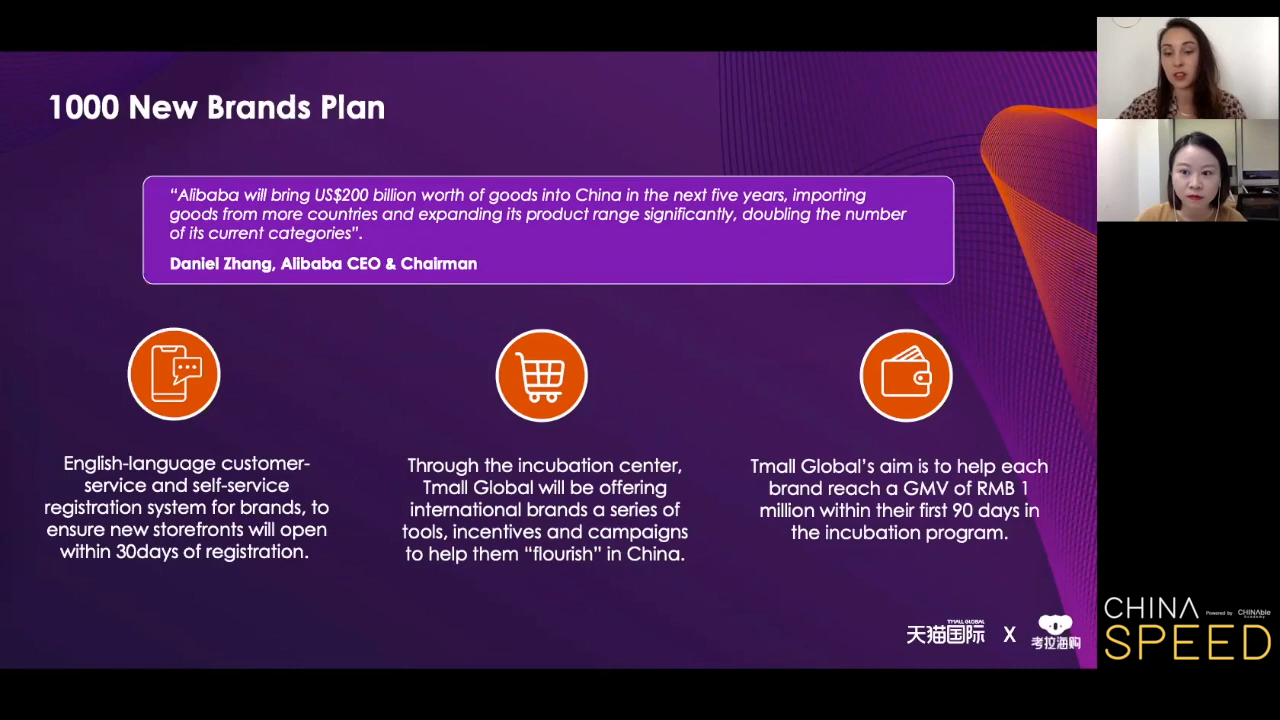 1000 New Brands Plan
“Alibaba will bring US$200 billion worth of goods into China in the next five years, importing
goods from more countries and expanding its product range significantly, doubling the number
of its current categories”.
Daniel Zhang, Alibaba CEO & Chairman
English-language customer-
service and self-service
registration system for brands, to
ensure new storefronts will open
within 30days of registration.
Through the incubation center,
Tmall Global will be offering
international brands a series of
tools, incentives and campaigns
to help them “flourish” in China.
Tmall Global’s aim is to help each
brand reach a GMV of RMB 1
million within their first 90 days in
the incubation program.
TMALL GLOBAL
天猫国际 X 考拉海购
CHINA Powered by CHINAble Academy
SPEED